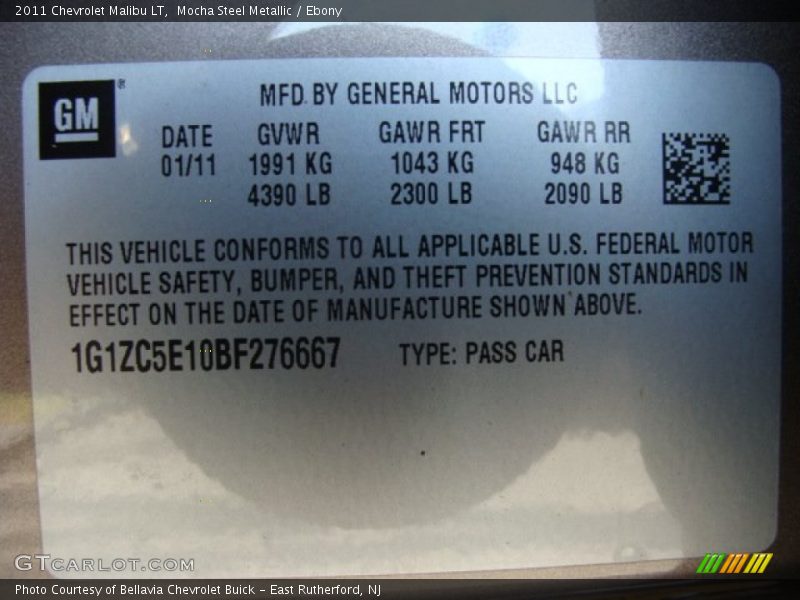 2011 Chevrolet Malibu LT, Mocha Steel Metallic / Ebony
GM
MFD. BY GENERAL MOTORS LLC
DATE GVWR GAWR FRT GAWR RR
01/11 1991 KG 1043 KG 948 KG
4390 LB 2300 LB 2090 LB
THIS VEHICLE CONFORMS TO ALL APPLICABLE U.S. FEDERAL MOTOR
VEHICLE SAFETY, BUMPER, AND THEFT PREVENTION STANDARDS IN
EFFECT ON THE DATE OF MANUFACTURE SHOWN ABOVE.
1G1ZC5E10BF276667 TYPE: PASS CAR
GTCARLOT.COM
Photo Courtesy of Bellavia Chevrolet Buick – East Rutherford, NJ